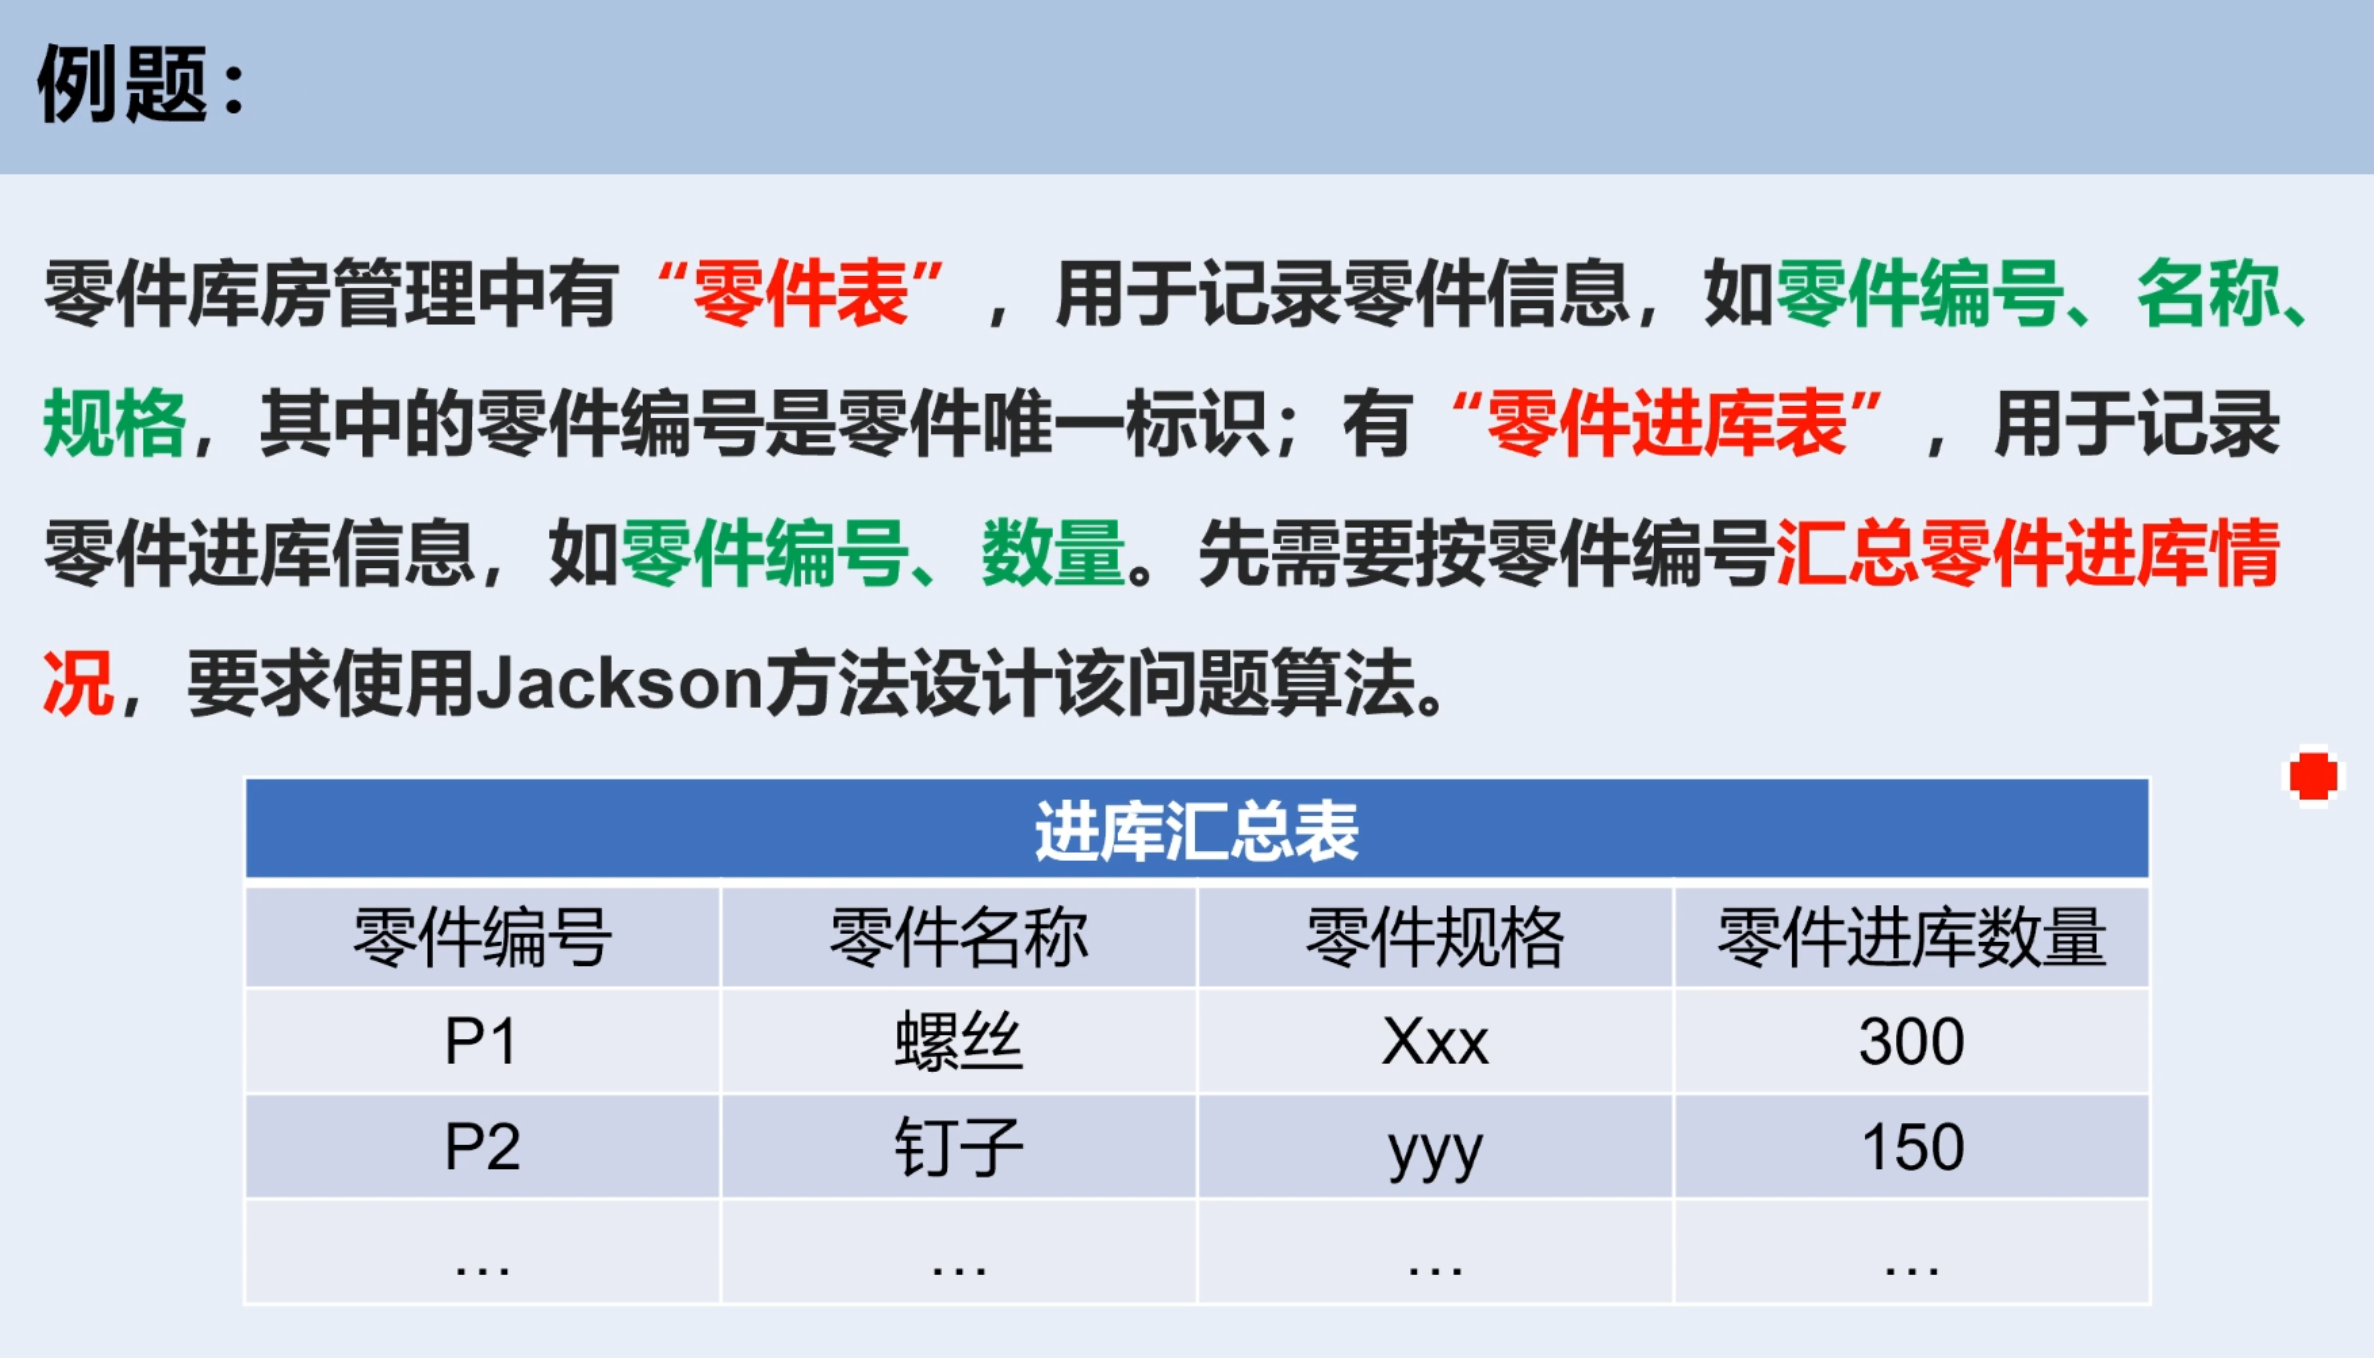 例题：
零件库房管理中有“零件表”，用于记录零件信息，如零件编号、名称、
规格，其中的零件编号是零件唯一标识；有“零件进库表”，用于记录
零件进库信息，如零件编号、数量。先需要按零件编号汇总零件进库情
况，要求使用Jackson方法设计该问题算法。
进库汇总表
零件编号 零件名称 零件规格 零件进库数量
P1 螺丝 Xxx 300
P2 钉子 yyy 150
… … … …